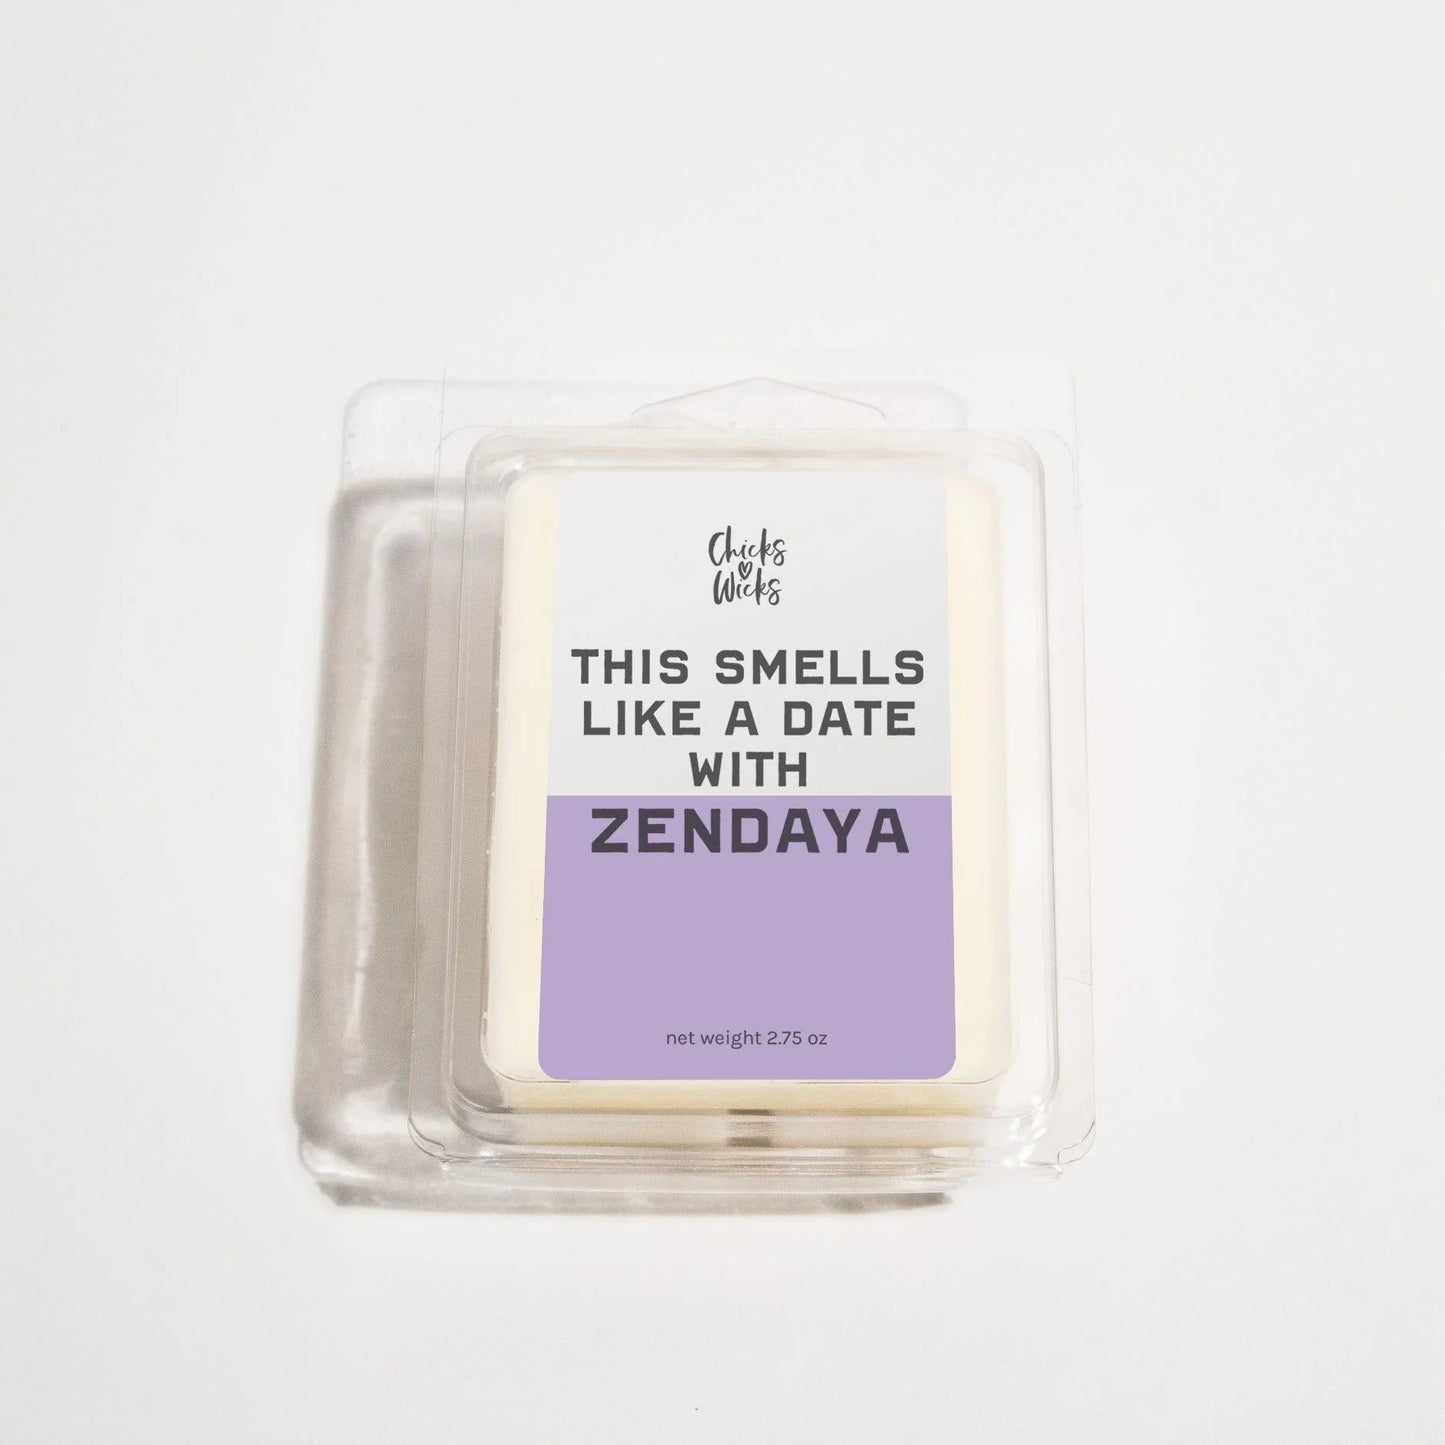 Chicks
Wicks
THIS SMELLS
LIKE A DATE
WITH
ZENDAYA
net weight 2.75 oz